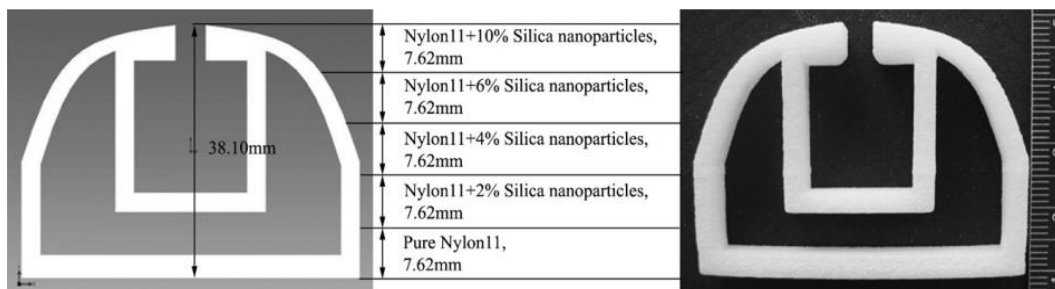 Nylon11+10% Silica nanoparticles,
7.62mm
Nylon11+6% Silica nanoparticles,
7.62mm
38.10mm
Nylon11+4% Silica nanoparticles,
7.62mm
Nylon11+2% Silica nanoparticles,
7.62mm
Pure Nylon11,
7.62mm